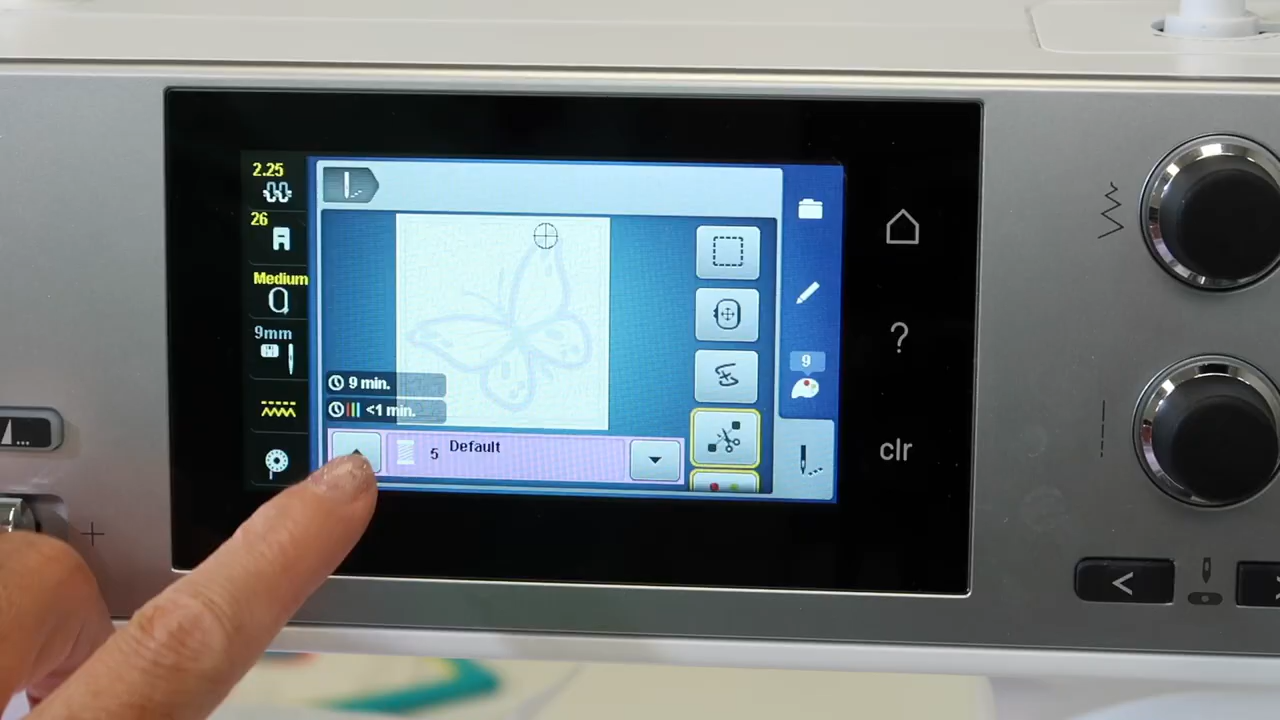 2.25
26
Medium
9mm
9 min.
<1 min.
5 Default
9
?
clr
<